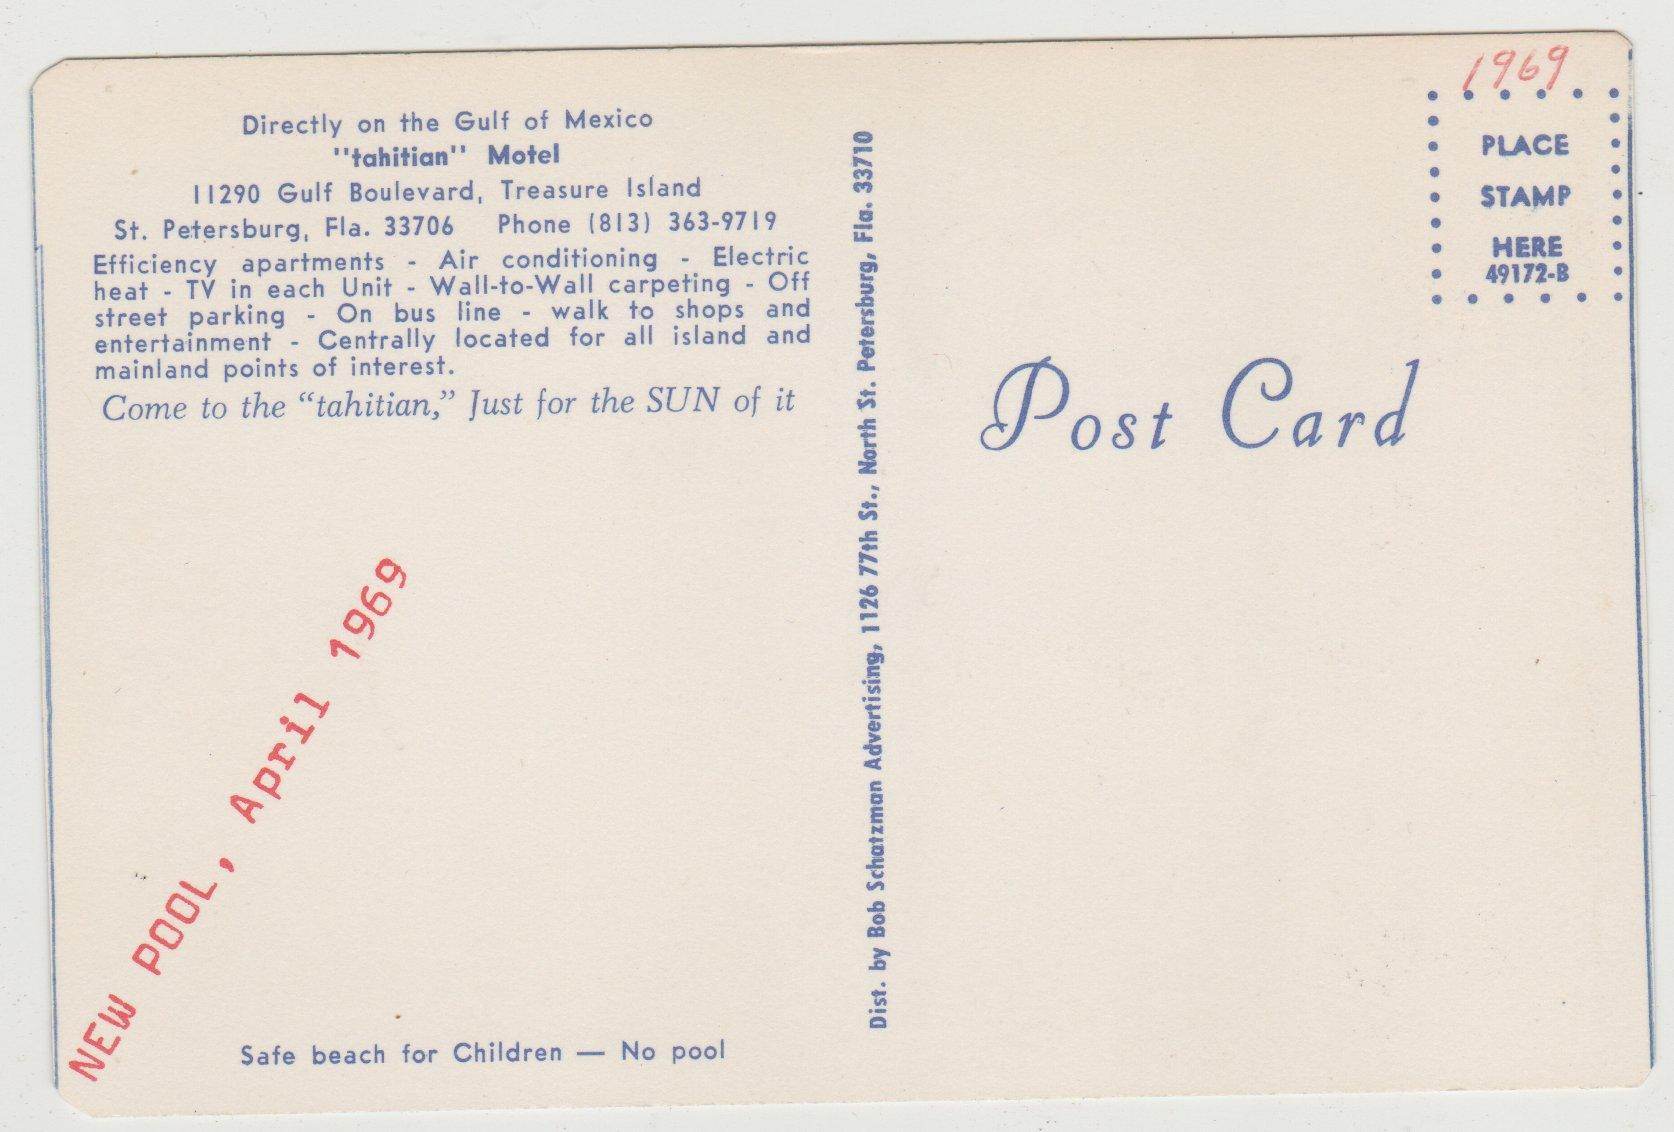 Directly on the Gulf of Mexico
"tahitian" Motel
11290 Gulf Boulevard, Treasure Island
St. Petersburg, Fla. 33706 Phone (813) 363-9719
Efficiency apartments - Air conditioning - Electric
heat - TV in each Unit - Wall-to-Wall carpeting - Off
street parking - On bus line - walk to shops and
entertainment - Centrally located for all island and
mainland points of interest.
Come to the “tahitian,” Just for the SUN of it
NEW POOL, April 1969
Safe beach for Children — No pool
Dist. by Bob Schatzman Advertising, 1126 77th St., North St. Petersburg, Fla. 33710
1969
PLACE
STAMP
HERE
49172-B
Post Card